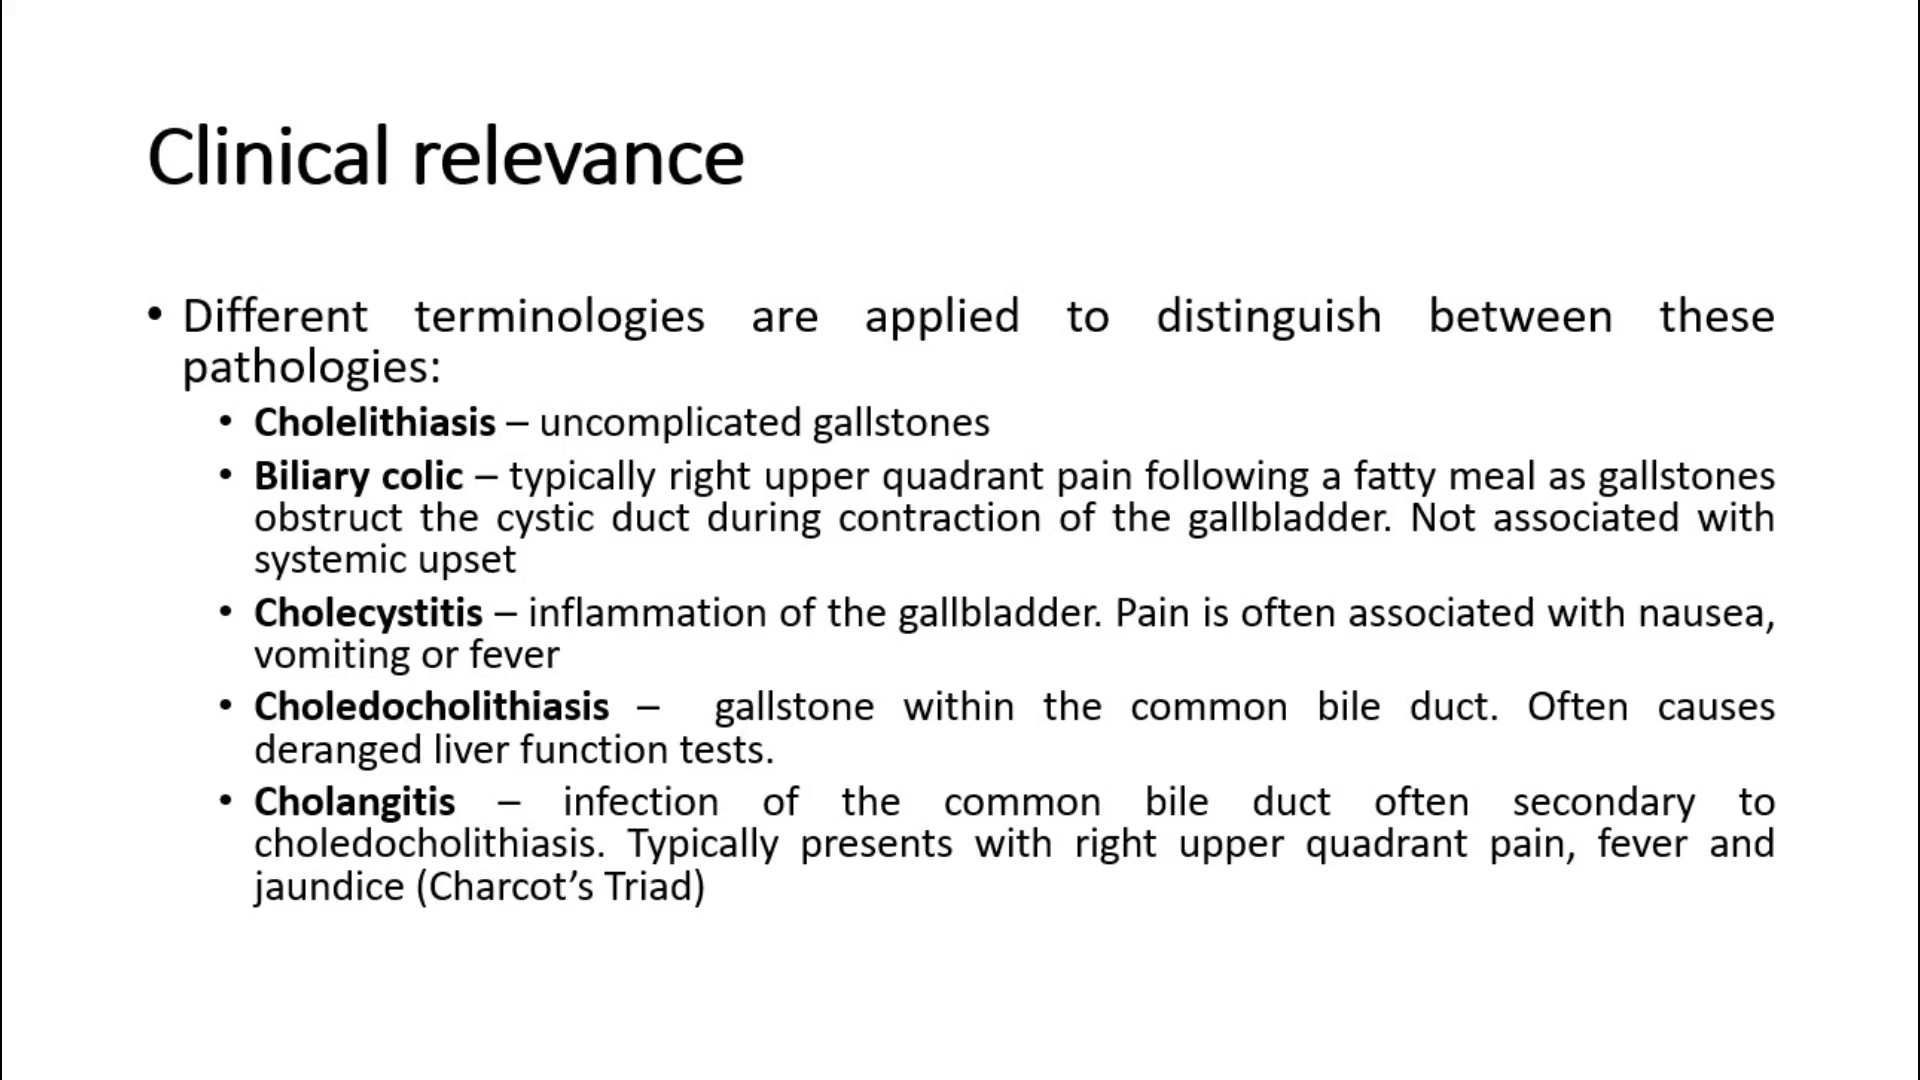 Clinical relevance
• Different terminologies are applied to distinguish between these
pathologies:
• Cholelithiasis – uncomplicated gallstones
• Biliary colic – typically right upper quadrant pain following a fatty meal as gallstones
obstruct the cystic duct during contraction of the gallbladder. Not associated with
systemic upset
• Cholecystitis – inflammation of the gallbladder. Pain is often associated with nausea,
vomiting or fever
• Choledocholithiasis – gallstone within the common bile duct. Often causes
deranged liver function tests.
• Cholangitis – infection of the common bile duct often secondary to
choledocholithiasis. Typically presents with right upper quadrant pain, fever and
jaundice (Charcot’s Triad)